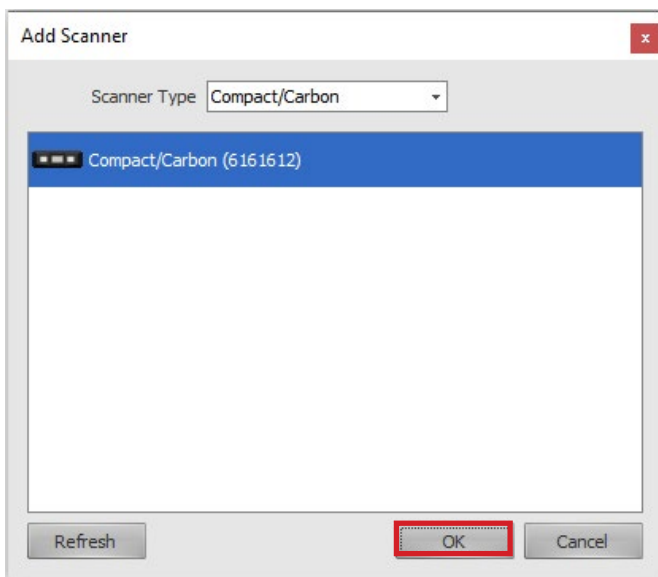 Add Scanner
x
Scanner Type Compact/Carbon
Compact/Carbon (6161612)
Refresh OK Cancel